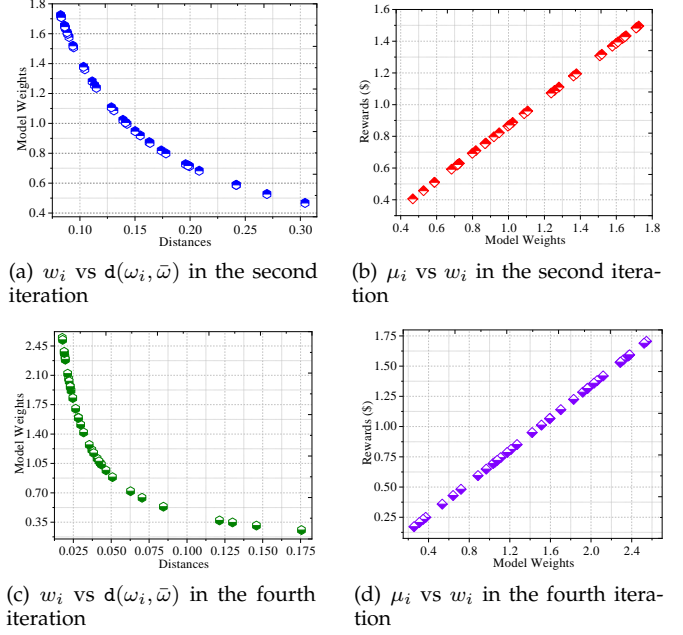 1.8
1.6
1.4
1.2
1.0
0.8
0.6
0.4
0.10 0.15 0.20 0.25 0.30
Model Weights
Distances
1.6
1.4
1.2
1.0
0.8
0.6
0.4
0.4 0.6 0.8 1.0 1.2 1.4 1.6 1.8
Rewards ($)
Model Weights
(a) w_i vs d(ω_i, ω̄) in the second
iteration
(b) μ_i vs w_i in the second itera-
tion
2.45
2.10
1.75
1.40
1.05
0.70
0.35
0.025 0.050 0.075 0.100 0.125 0.150 0.175
Model Weights
Distances
1.75
1.50
1.25
1.00
0.75
0.50
0.25
0.4 0.8 1.2 1.6 2.0 2.4
Rewards ($)
Model Weights
(c) w_i vs d(ω_i, ω̄) in the fourth
iteration
(d) μ_i vs w_i in the fourth itera-
tion